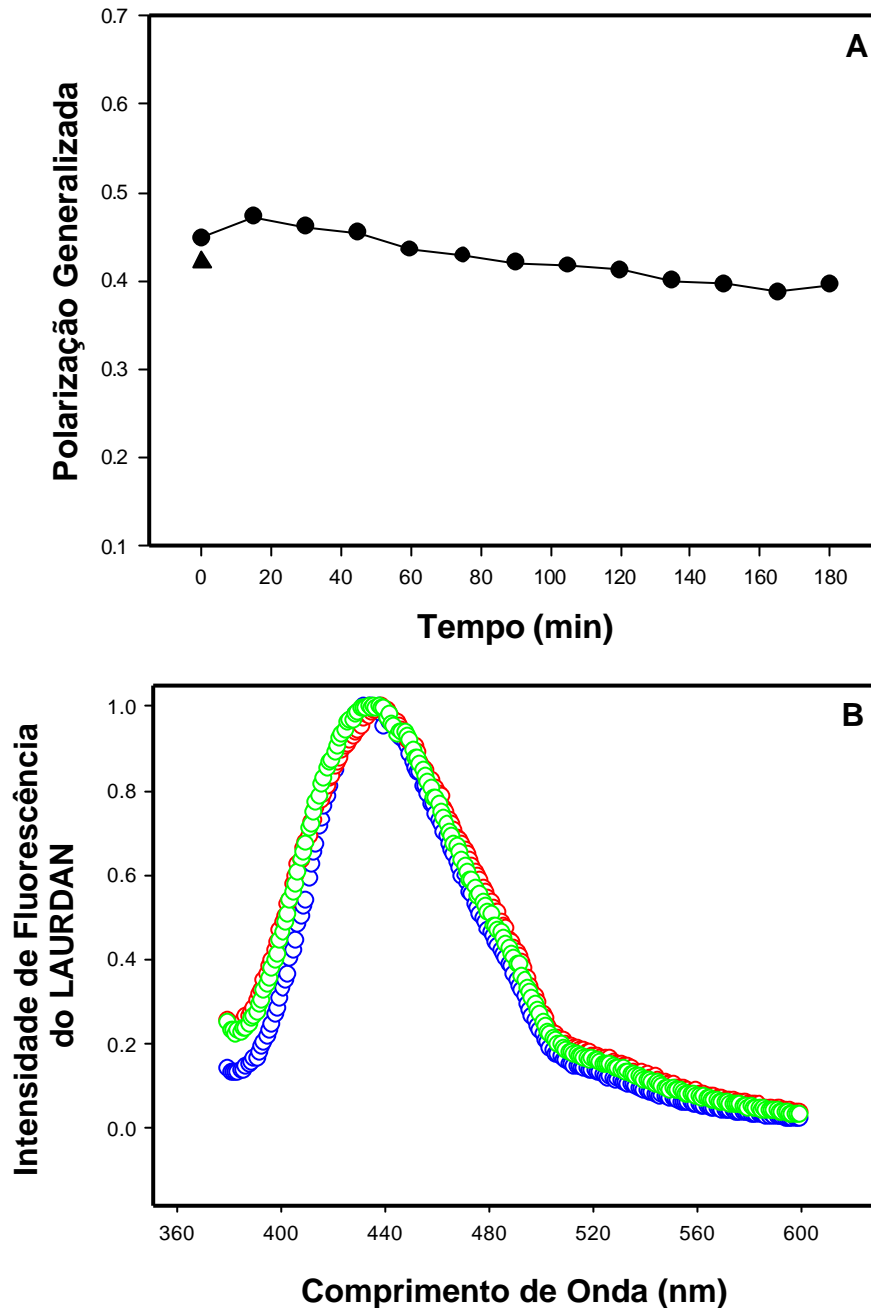 A
Polarização Generalizada
0.7
0.6
0.5
0.4
0.3
0.2
0.1
0 20 40 60 80 100 120 140 160 180
Tempo (min)
B
Intensidade de Fluorescência
do LAURDAN
1.0
0.8
0.6
0.4
0.2
0.0
360 400 440 480 520 560 600
Comprimento de Onda (nm)